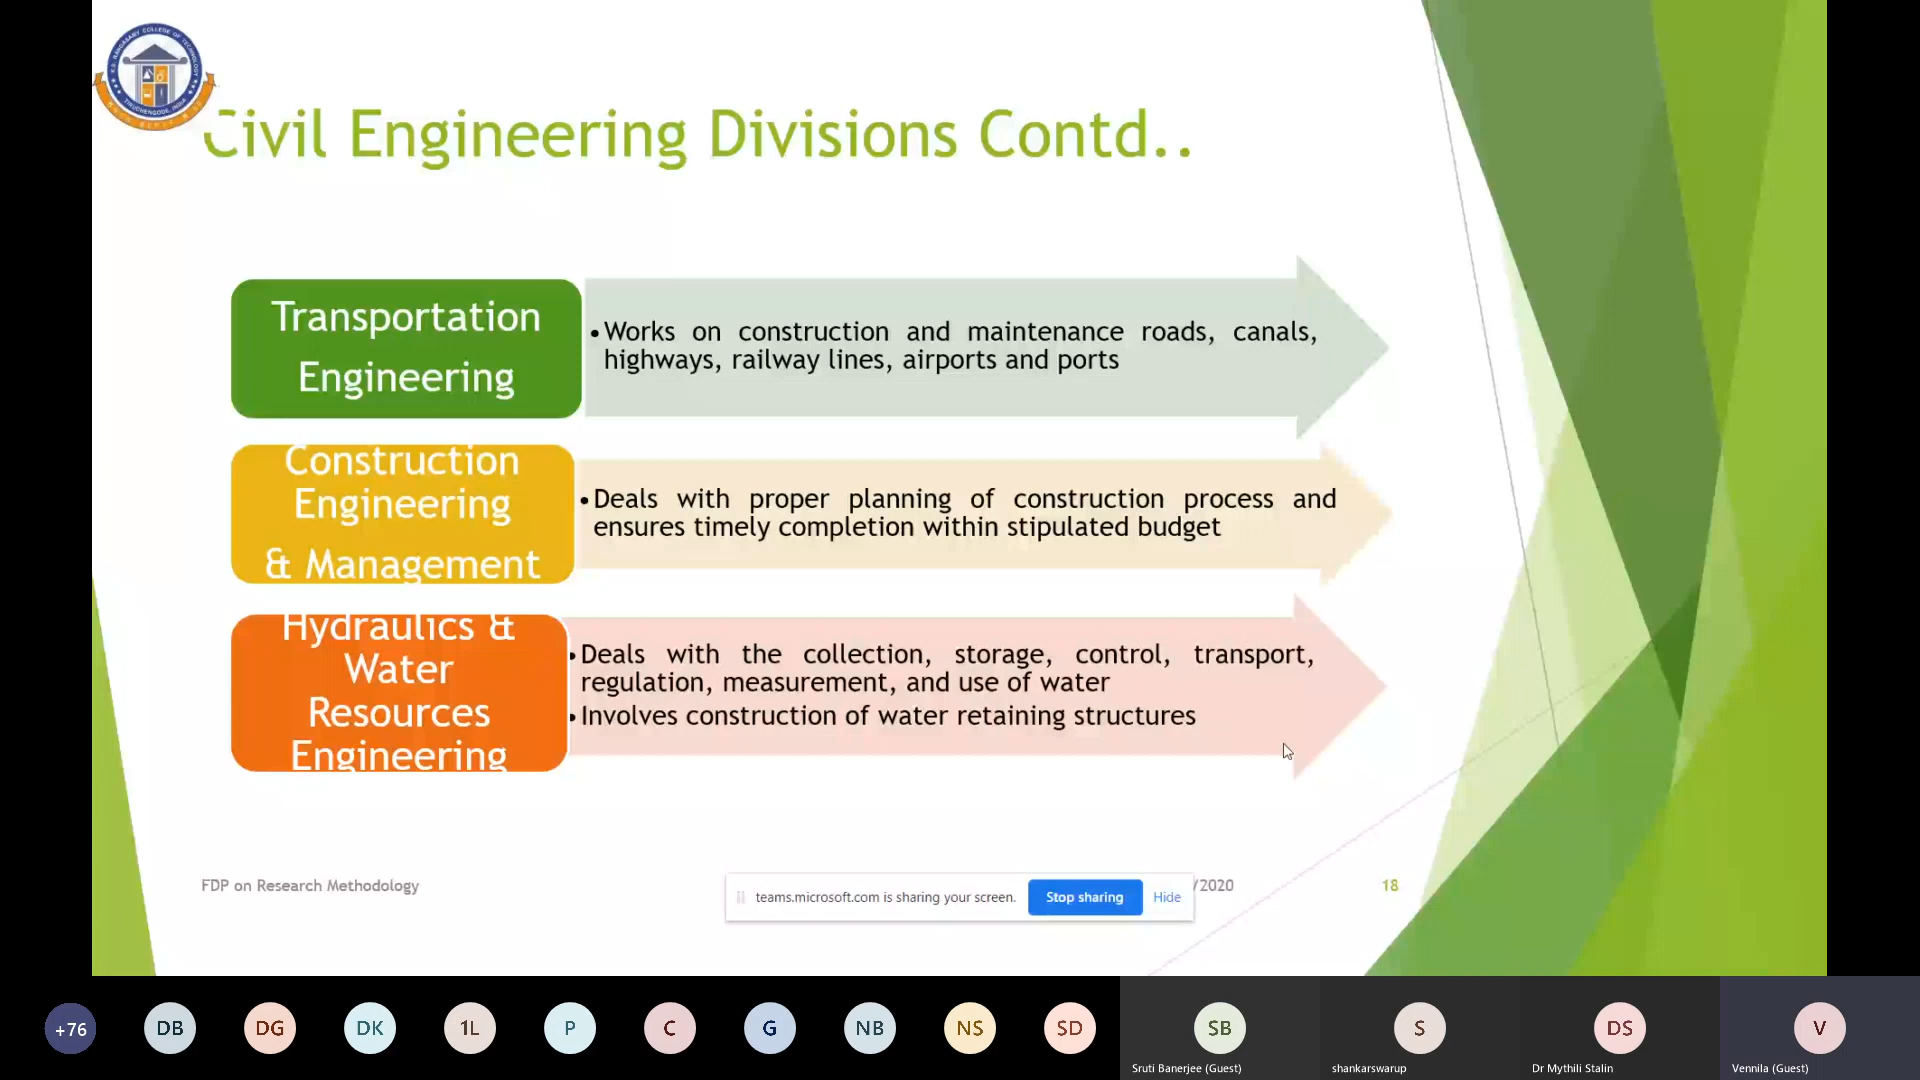 Civil Engineering Divisions Contd..
Transportation
Engineering
•Works on construction and maintenance roads, canals,
highways, railway lines, airports and ports
Construction
Engineering
& Management
•Deals with proper planning of construction process and
ensures timely completion within stipulated budget
Hydraulics &
Water
Resources
Engineering
•Deals with the collection, storage, control, transport,
regulation, measurement, and use of water
•Involves construction of water retaining structures
FDP on Research Methodology
teams.microsoft.com is sharing your screen.
Stop sharing
Hide
/2020
18
+76
DB
DG
DK
1L
P
C
G
NB
NS
SD
SB
S
DS
V
Sruti Banerjee (Guest)
shankarswarup
Dr Mythili Stalin
Vennila (Guest)